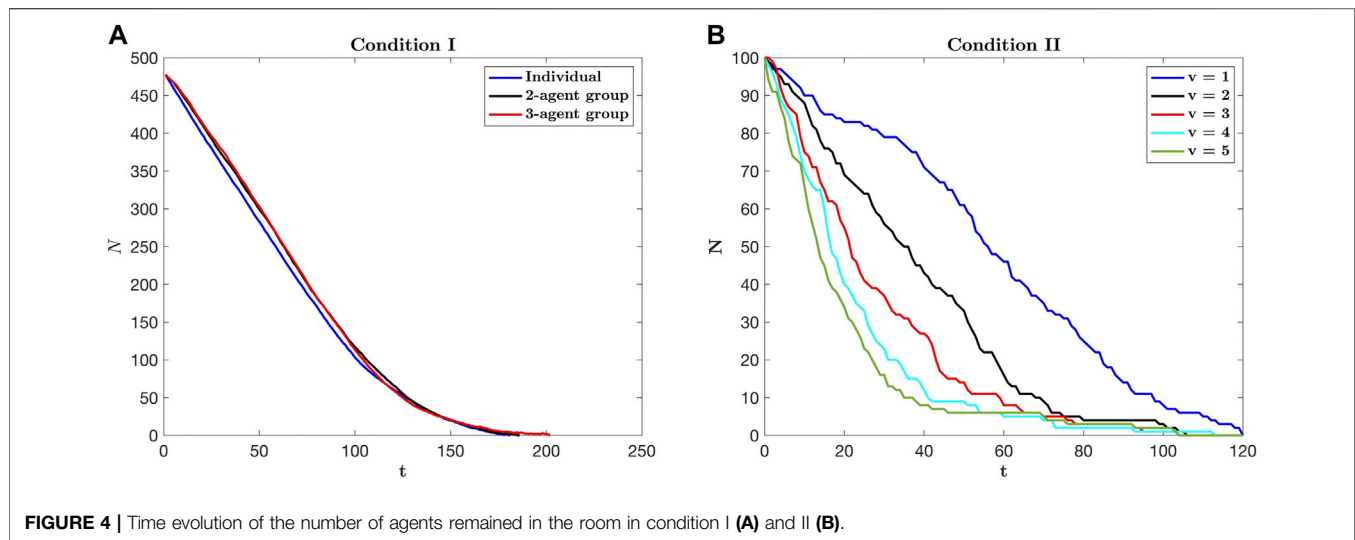 A
Condition I
500
450
400
350
300
250
200
150
100
50
0
N
0 50 100 150 200 250
t
Individual
2-agent group
3-agent group
B
Condition II
100
90
80
70
60
50
40
30
20
10
0
N
0 20 40 60 80 100 120
t
v = 1
v = 2
v = 3
v = 4
v = 5
FIGURE 4 | Time evolution of the number of agents remained in the room in condition I (A) and II (B).